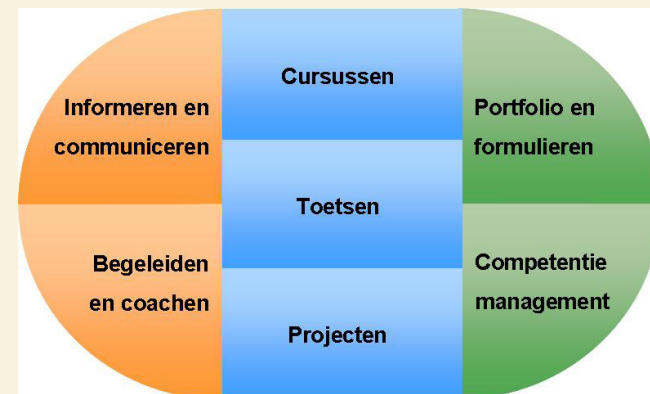 Informeren en
communiceren
Begeleiden
en coachen
Cursussen
Toetsen
Projecten
Portfolio en
formulieren
Competentie
management